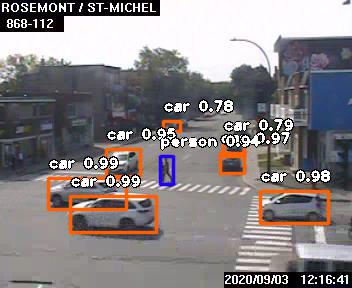 ROSEMONT / ST-MICHEL
868-112
car 0.78
car 0.95
car 0.79
person 0.94
0.97
car 0.99
car 0.99
car 0.98
2020/09/03 12:16:41